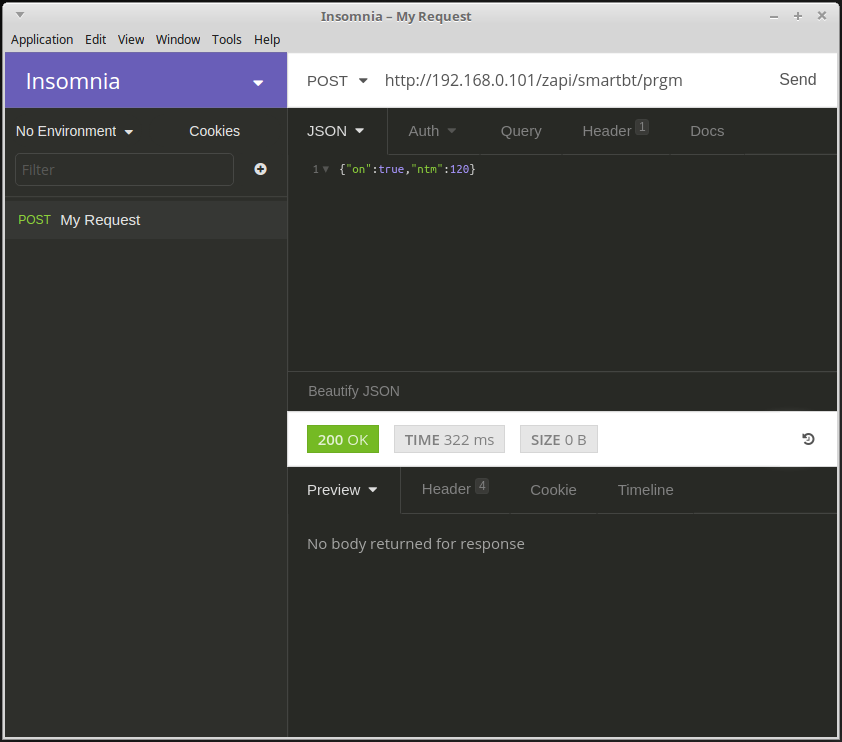 Insomnia – My Request
Application Edit View Window Tools Help
Insomnia
POST http://192.168.0.101/zapi/smartbt/prgm Send
No Environment Cookies
JSON Auth Query Header 1 Docs
Filter
1 {"on":true,"ntm":120}
POST My Request
Beautify JSON
200 OK TIME 322 ms SIZE 0 B
Preview Header 4 Cookie Timeline
No body returned for response